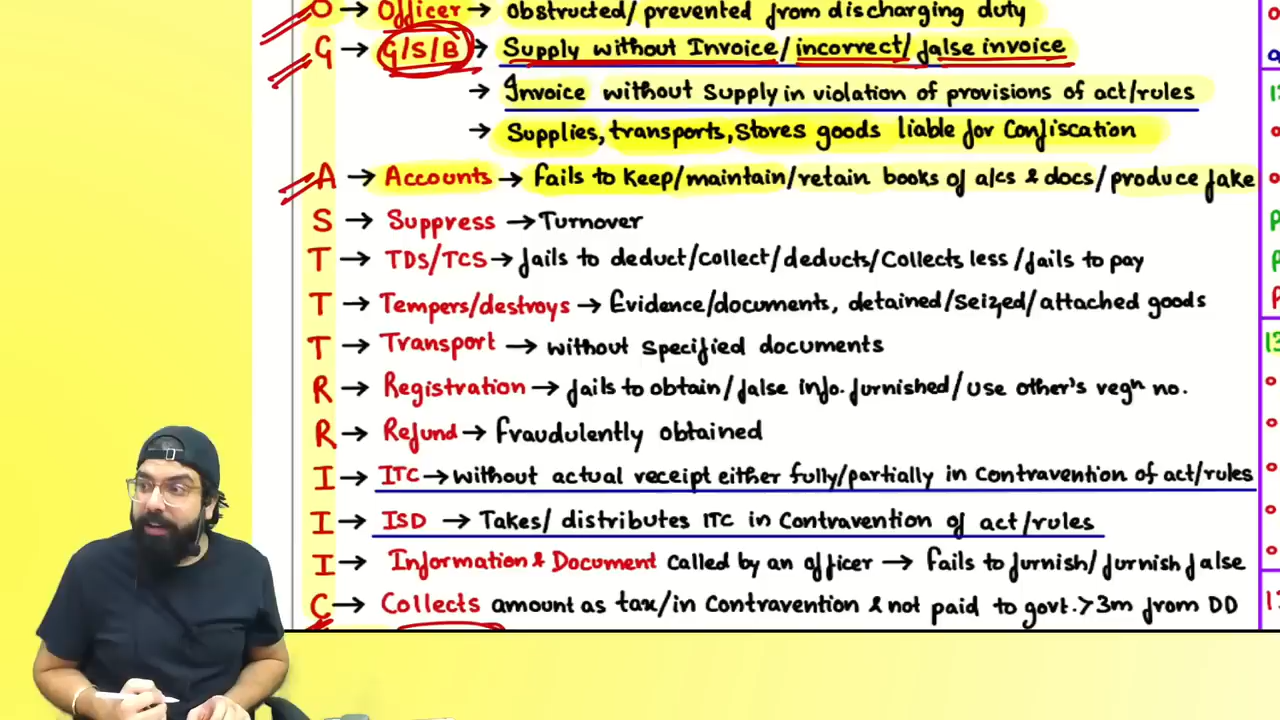 O → Officer → Obstructed/ prevented from discharging duty
G → G/S/B → Supply without Invoice/ incorrect/ false invoice
→ Invoice without Supply in violation of provisions of act/rules
→ Supplies, transports, Stores goods liable for Confiscation
A → Accounts → Fails to keep/maintain/retain books of a/cs & docs/produce fake
S → Suppress → Turnover
T → TDs/TCS → fails to deduct/collect/deducts/Collects less/fails to pay
T → Tempers/destroys → Evidence/documents, detained/Seized/attached goods
T → Transport → without specified documents
R → Registration → fails to obtain/false info. furnished/use other's regn no.
R → Refund → Fraudulently obtained
I → ITC → without actual receipt either fully/partially in Contravention of act/rules
I → ISD → Takes/ distributes ITC in Contravention of act/rules
I → Information & Document Called by an officer → Fails to furnish/ furnish false
C → Collects amount as tax/in Contravention & not paid to govt. > 3m from DD